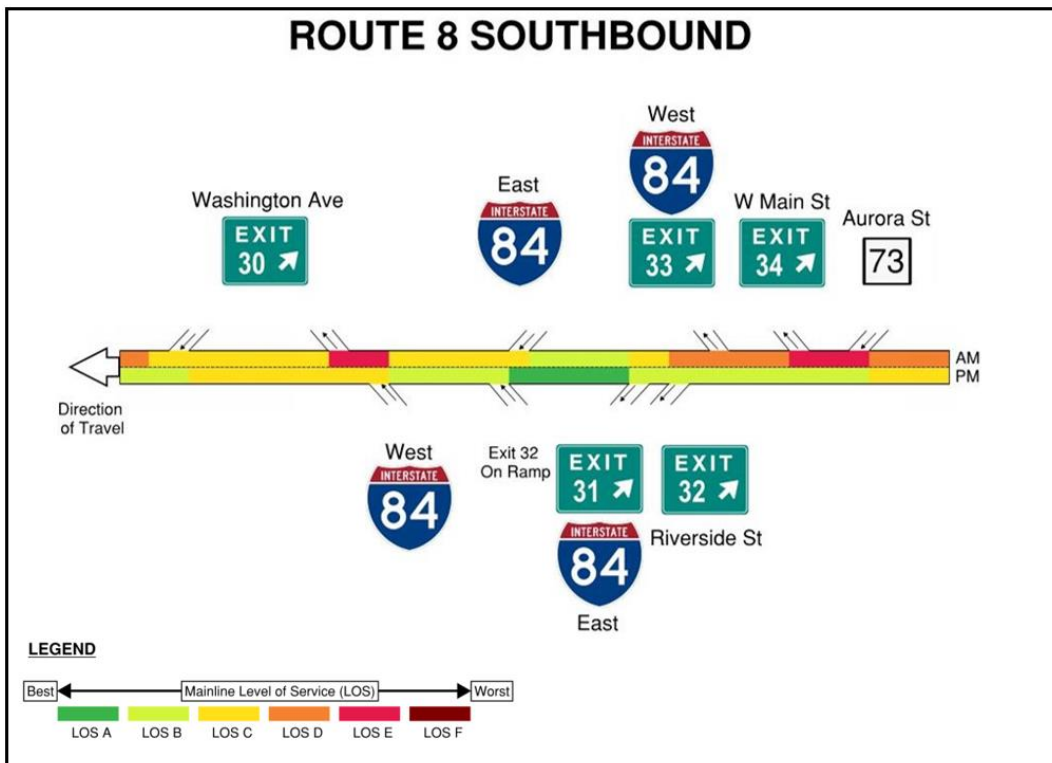 ROUTE 8 SOUTHBOUND
West
INTERSTATE
84
East
INTERSTATE
84
Washington Ave
EXIT
30
EXIT
33
W Main St
EXIT
34
Aurora St
73
AM
PM
Direction
of Travel
West
INTERSTATE
84
Exit 32
On Ramp
EXIT
31
INTERSTATE
84
East
EXIT
32
Riverside St
LEGEND
Best
Mainline Level of Service (LOS)
Worst
LOS A
LOS B
LOS C
LOS D
LOS E
LOS F